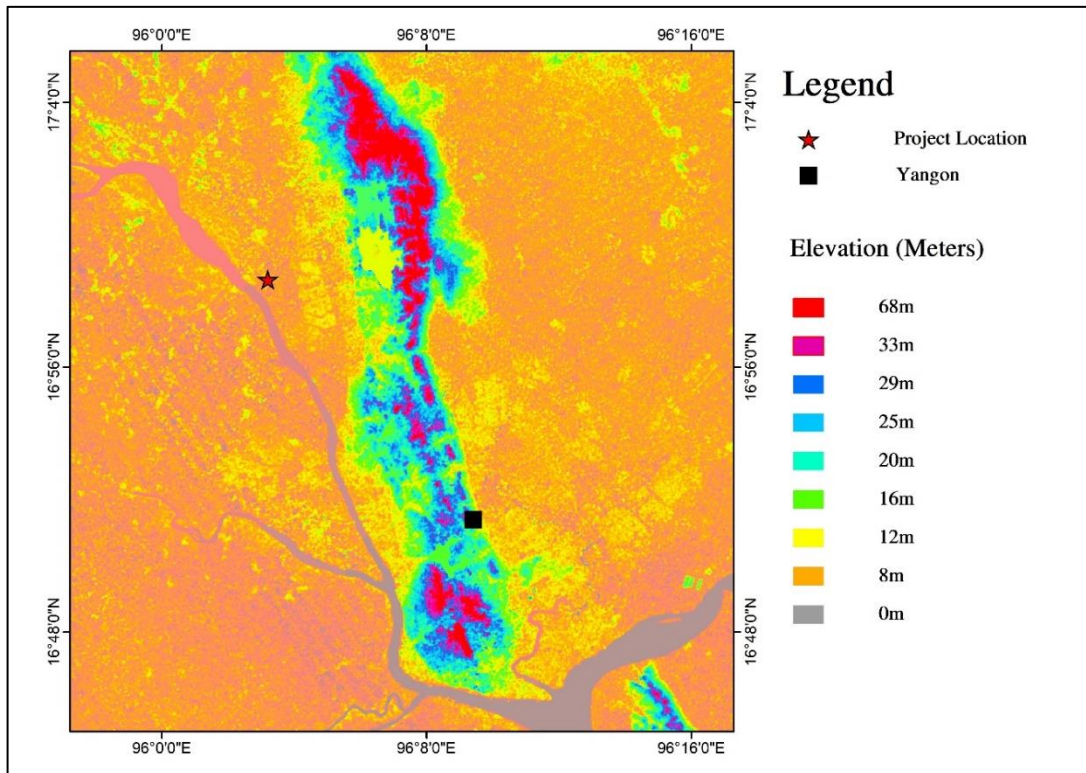 96°0'0"E 96°8'0"E 96°16'0"E
17°4'0"N 17°4'0"N
16°56'0"N 16°56'0"N
16°48'0"N 16°48'0"N
96°0'0"E 96°8'0"E 96°16'0"E
Legend
Project Location
Yangon
Elevation (Meters)
68m
33m
29m
25m
20m
16m
12m
8m
0m